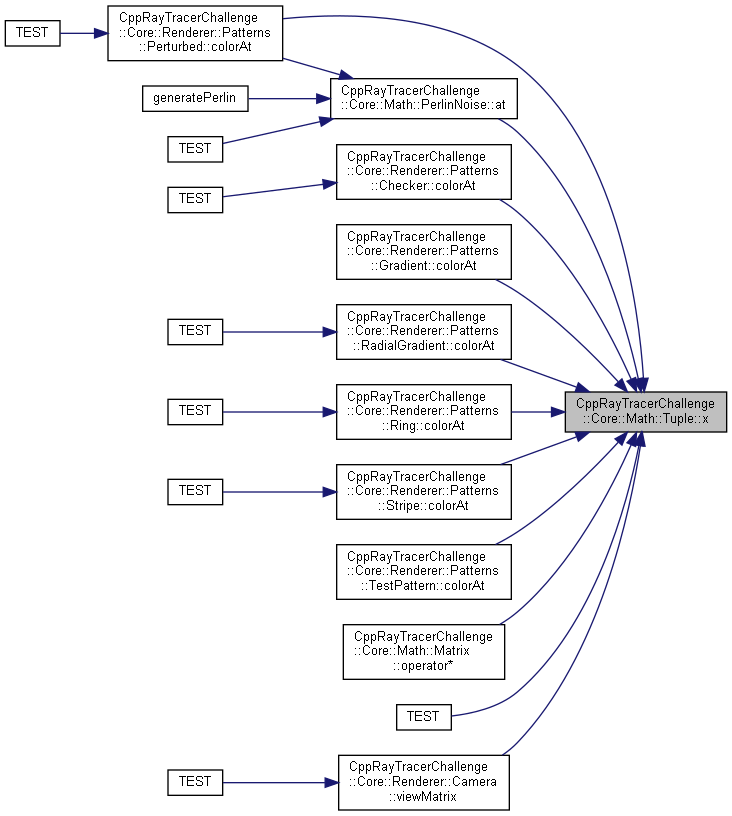 TEST
CppRayTracerChallenge
::Core::Renderer::Patterns
::Perturbed::colorAt
generatePerlin
CppRayTracerChallenge
::Core::Math::PerlinNoise::at
TEST
CppRayTracerChallenge
::Core::Renderer::Patterns
::Checker::colorAt
TEST
CppRayTracerChallenge
::Core::Renderer::Patterns
::Gradient::colorAt
TEST
CppRayTracerChallenge
::Core::Renderer::Patterns
::RadialGradient::colorAt
CppRayTracerChallenge
::Core::Math::Tuple::x
TEST
CppRayTracerChallenge
::Core::Renderer::Patterns
::Ring::colorAt
TEST
CppRayTracerChallenge
::Core::Renderer::Patterns
::Stripe::colorAt
CppRayTracerChallenge
::Core::Renderer::Patterns
::TestPattern::colorAt
CppRayTracerChallenge
::Core::Math::Matrix
::operator*
TEST
TEST
CppRayTracerChallenge
::Core::Renderer::Camera
::viewMatrix